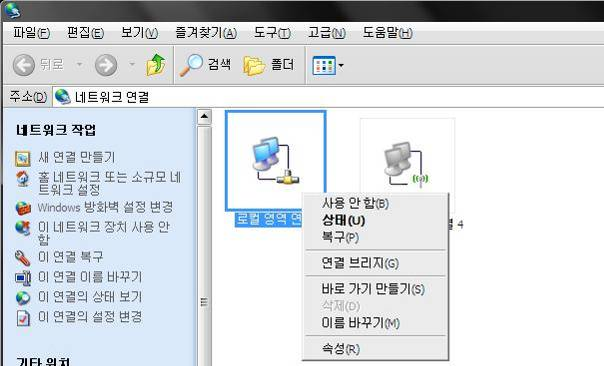 파일(F) 편집(E) 보기(V) 즐겨찾기(A) 도구(T) 고급(N) 도움말(H)
뒤로 검색 폴더
주소(D) 네트워크 연결
네트워크 작업
새 연결 만들기
홈 네트워크 또는 소규모 네
트워크 설정
Windows 방화벽 설정 변경
이 네트워크 장치 사용 안
함
이 연결 복구
이 연결 이름 바꾸기
이 연결의 상태 보기
이 연결의 설정 변경
기타 위치
로컬 영역 연
4
사용 안 함(B)
상태(U)
복구(P)
연결 브리지(G)
바로 가기 만들기(S)
삭제(D)
이름 바꾸기(M)
속성(R)